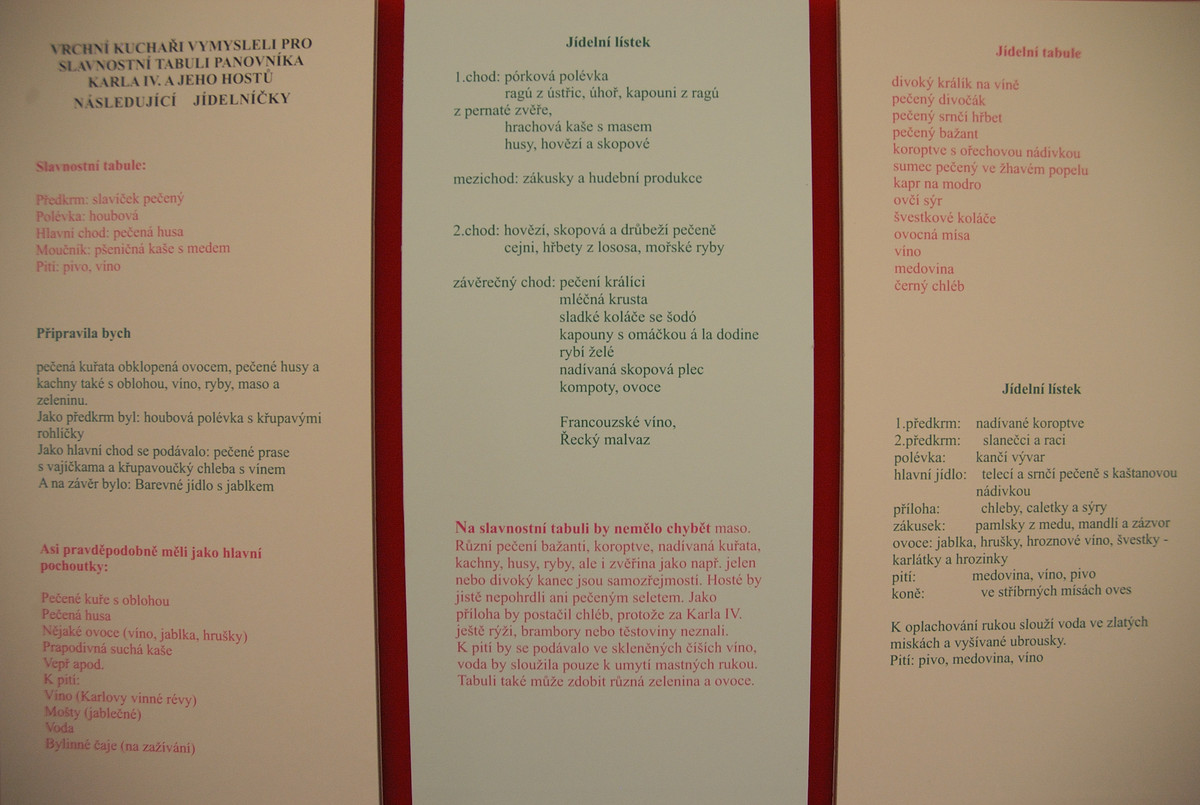 VRCHNÍ KUCHAŘI VYMYSLELI PRO
SLAVNOSTNÍ TABULI PANOVNÍKA
KARLA IV. A JEHO HOSTŮ
NÁSLEDUJÍCÍ JÍDELNÍČKY
Slavnostní tabule:
Předkrm: slavíček pečený
Polévka: houbová
Hlavní chod: pečená husa
Moučník: pšeničná kaše s medem
Pití: pivo, víno
Připravila bych
pečená kuřata obklopená ovocem, pečené husy a
kachny také s oblohou, víno, ryby, maso a
zeleninu.
Jako předkrm byl: houbová polévka s křupavými
rohlíčky
Jako hlavní chod se podávalo: pečené prase
s vajíčkama a křupavoučký chleba s vínem
A na závěr bylo: Barevné jídlo s jablkem
Asi pravděpodobně měli jako hlavní
pochoutky:
Pečené kuře s oblohou
Pečená husa
Nějaké ovoce (víno, jablka, hrušky)
Prapodivná suchá kaše
Vepř apod.
K pití:
Víno (Karlovy vinné révy)
Mošty (jablečné)
Voda
Bylinné čaje (na zažívání)
Jídelní lístek
1.chod: pórková polévka
ragú z ústřic, úhoř, kapouni z ragú
z pernaté zvěře,
hrachová kaše s masem
husy, hovězí a skopové
mezichod: zákusky a hudební produkce
2.chod: hovězí, skopová a drůbeží pečeně
cejni, hřbety z lososa, mořské ryby
závěrečný chod: pečení králíci
mléčná krusta
sladké koláče se šodó
kapouny s omáčkou á la dodine
rybí želé
nadívaná skopová plec
kompoty, ovoce
Francouzské víno,
Řecký malvaz
Na slavnostní tabuli by nemělo chybět maso.
Různí pečení bažanti, koroptve, nadívaná kuřata,
kachny, husy, ryby, ale i zvěřina jako např. jelen
nebo divoký kanec jsou samozřejmostí. Hosté by
jistě nepohrdli ani pečeným seletem. Jako
příloha by postačil chléb, protože za Karla IV.
ještě rýži, brambory nebo těstoviny neznali.
K pití by se podávalo ve skleněných číších víno,
voda by sloužila pouze k umytí mastných rukou.
Tabuli také může zdobit různá zelenina a ovoce.
Jídelní tabule
divoký králík na víně
pečený divočák
pečený srnčí hřbet
pečený bažant
koroptve s ořechovou nádivkou
sumec pečený ve žhavém popelu
kapr na modro
ovčí sýr
švestkové koláče
ovocná mísa
víno
medovina
černý chléb
Jídelní lístek
1.předkrm: nadívané koroptve
2.předkrm: slanečci a raci
polévka: kančí vývar
hlavní jídlo: telecí a srnčí pečeně s kaštanovou
nádivkou
příloha: chleby, caletky a sýry
zákusek: pamlsky z medu, mandlí a zázvor
ovoce: jablka, hrušky, hroznové víno, švestky -
karlátky a hrozinky
pití: medovina, víno, pivo
koně: ve stříbrných mísách oves
K oplachování rukou slouží voda ve zlatých
miskách a vyšívané ubrousky.
Pití: pivo, medovina, víno